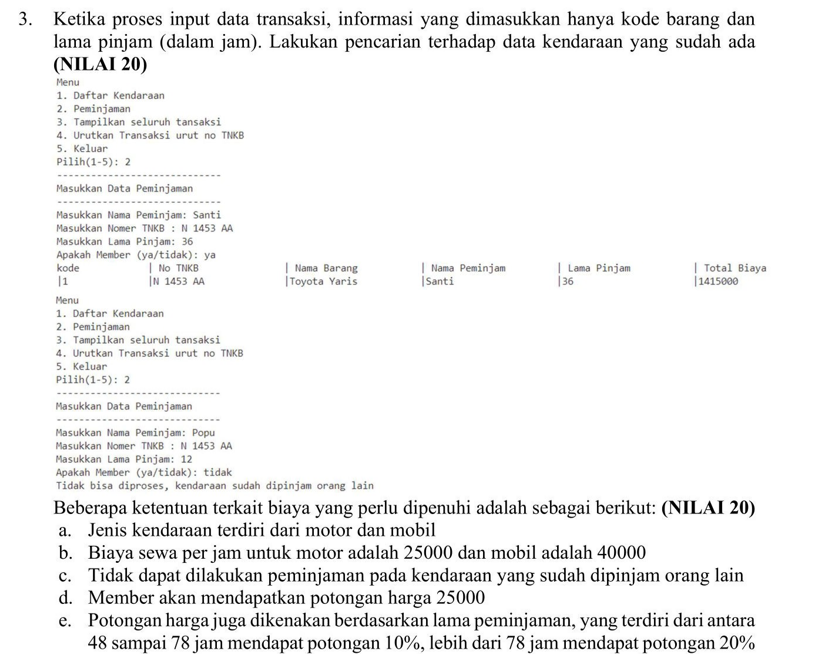 3. Ketika proses input data transaksi, informasi yang dimasukkan hanya kode barang dan
lama pinjam (dalam jam). Lakukan pencarian terhadap data kendaraan yang sudah ada
(NILAI 20)
Menu
1. Daftar Kendaraan
2. Peminjaman
3. Tampilkan seluruh tansaksi
4. Urutkan Transaksi urut no TNKB
5. Keluar
Pilih(1-5): 2
-----------------------------
Masukkan Data Peminjaman
-----------------------------
Masukkan Nama Peminjam: Santi
Masukkan Nomer TNKB : N 1453 AA
Masukkan Lama Pinjam: 36
Apakah Member (ya/tidak): ya
kode | No TNKB | Nama Barang | Nama Peminjam | Lama Pinjam | Total Biaya
|1 |N 1453 AA |Toyota Yaris |Santi |36 |1415000
Menu
1. Daftar Kendaraan
2. Peminjaman
3. Tampilkan seluruh tansaksi
4. Urutkan Transaksi urut no TNKB
5. Keluar
Pilih(1-5): 2
-----------------------------
Masukkan Data Peminjaman
-----------------------------
Masukkan Nama Peminjam: Popu
Masukkan Nomer TNKB : N 1453 AA
Masukkan Lama Pinjam: 12
Apakah Member (ya/tidak): tidak
Tidak bisa diproses, kendaraan sudah dipinjam orang lain
Beberapa ketentuan terkait biaya yang perlu dipenuhi adalah sebagai berikut: (NILAI 20)
a. Jenis kendaraan terdiri dari motor dan mobil
b. Biaya sewa per jam untuk motor adalah 25000 dan mobil adalah 40000
c. Tidak dapat dilakukan peminjaman pada kendaraan yang sudah dipinjam orang lain
d. Member akan mendapatkan potongan harga 25000
e. Potongan harga juga dikenakan berdasarkan lama peminjaman, yang terdiri dari antara
48 sampai 78 jam mendapat potongan 10%, lebih dari 78 jam mendapat potongan 20%